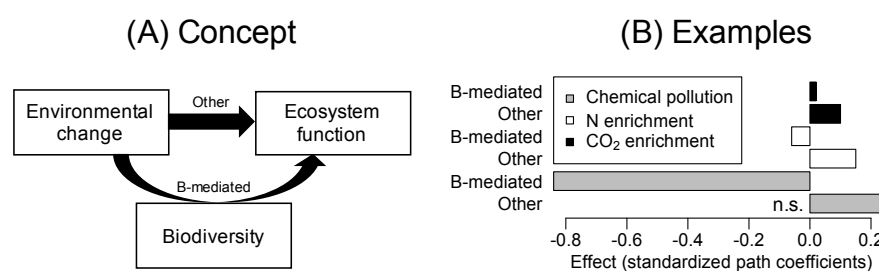 (A) Concept
Environmental
change
Other
Ecosystem
function
B-mediated
Biodiversity
(B) Examples
B-mediated
Other
B-mediated
Other
B-mediated
Other
Chemical pollution
N enrichment
CO₂ enrichment
n.s.
-0.8 -0.6 -0.4 -0.2 0.0 0.2
Effect (standardized path coefficients)